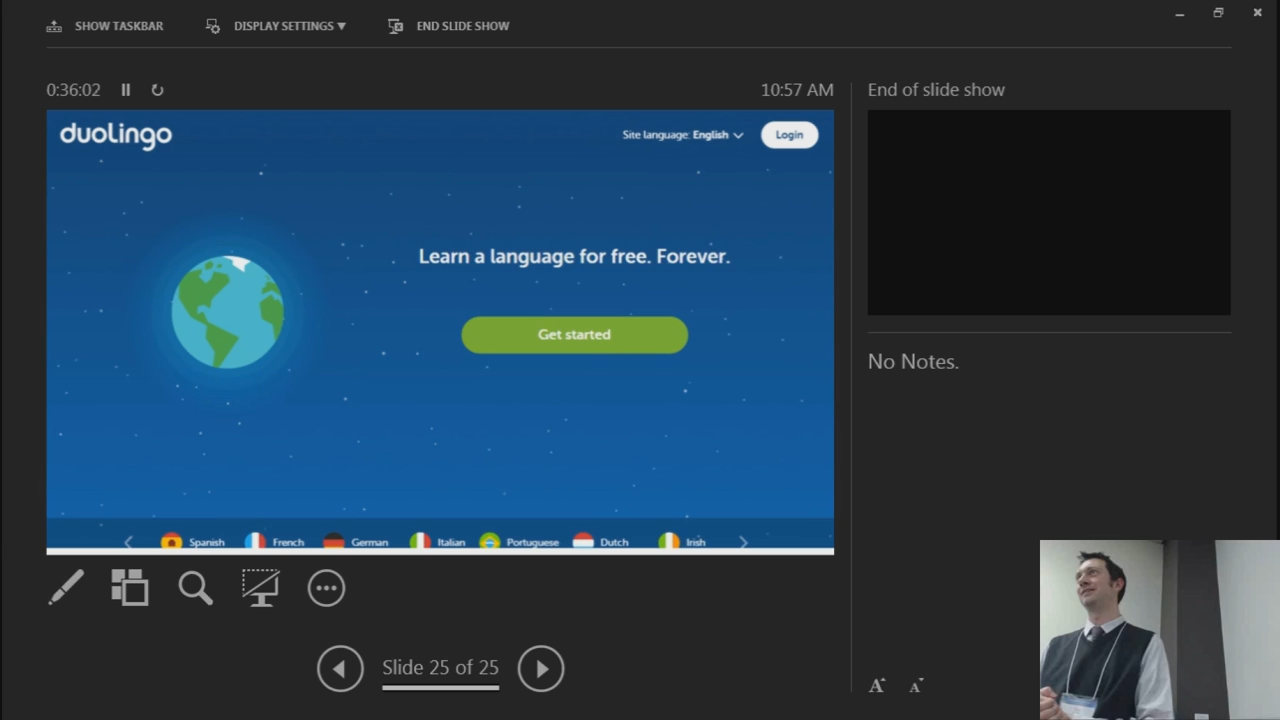 SHOW TASKBAR DISPLAY SETTINGS ▼ END SLIDE SHOW
0:36:02 10:57 AM End of slide show
duolingo Site language: English Login
Learn a language for free. Forever.
Get started
Spanish French German Italian Portuguese Dutch Irish
No Notes.
Slide 25 of 25
A A